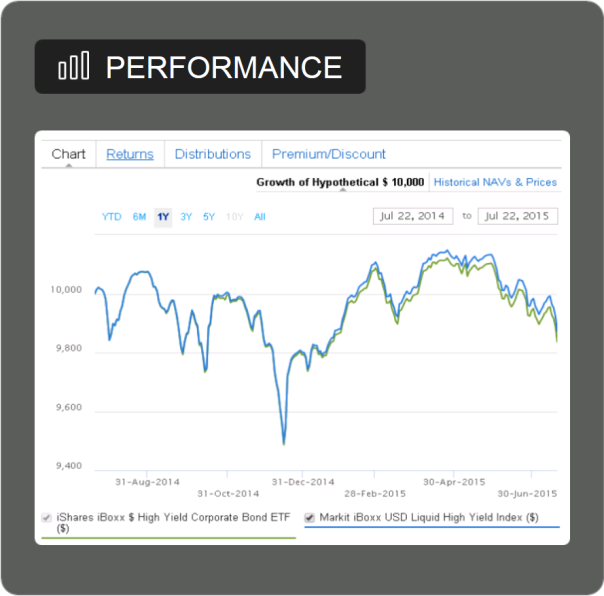 PERFORMANCE
Chart Returns Distributions Premium/Discount
Growth of Hypothetical $ 10,000 Historical NAVs & Prices
YTD 6M 1Y 3Y 5Y 10Y All Jul 22, 2014 to Jul 22, 2015
10,000
9,800
9,600
9,400
31-Aug-2014 31-Dec-2014 30-Apr-2015
31-Oct-2014 28-Feb-2015 30-Jun-2015
iShares iBoxx $ High Yield Corporate Bond ETF Markit iBoxx USD Liquid High Yield Index ($)
($)